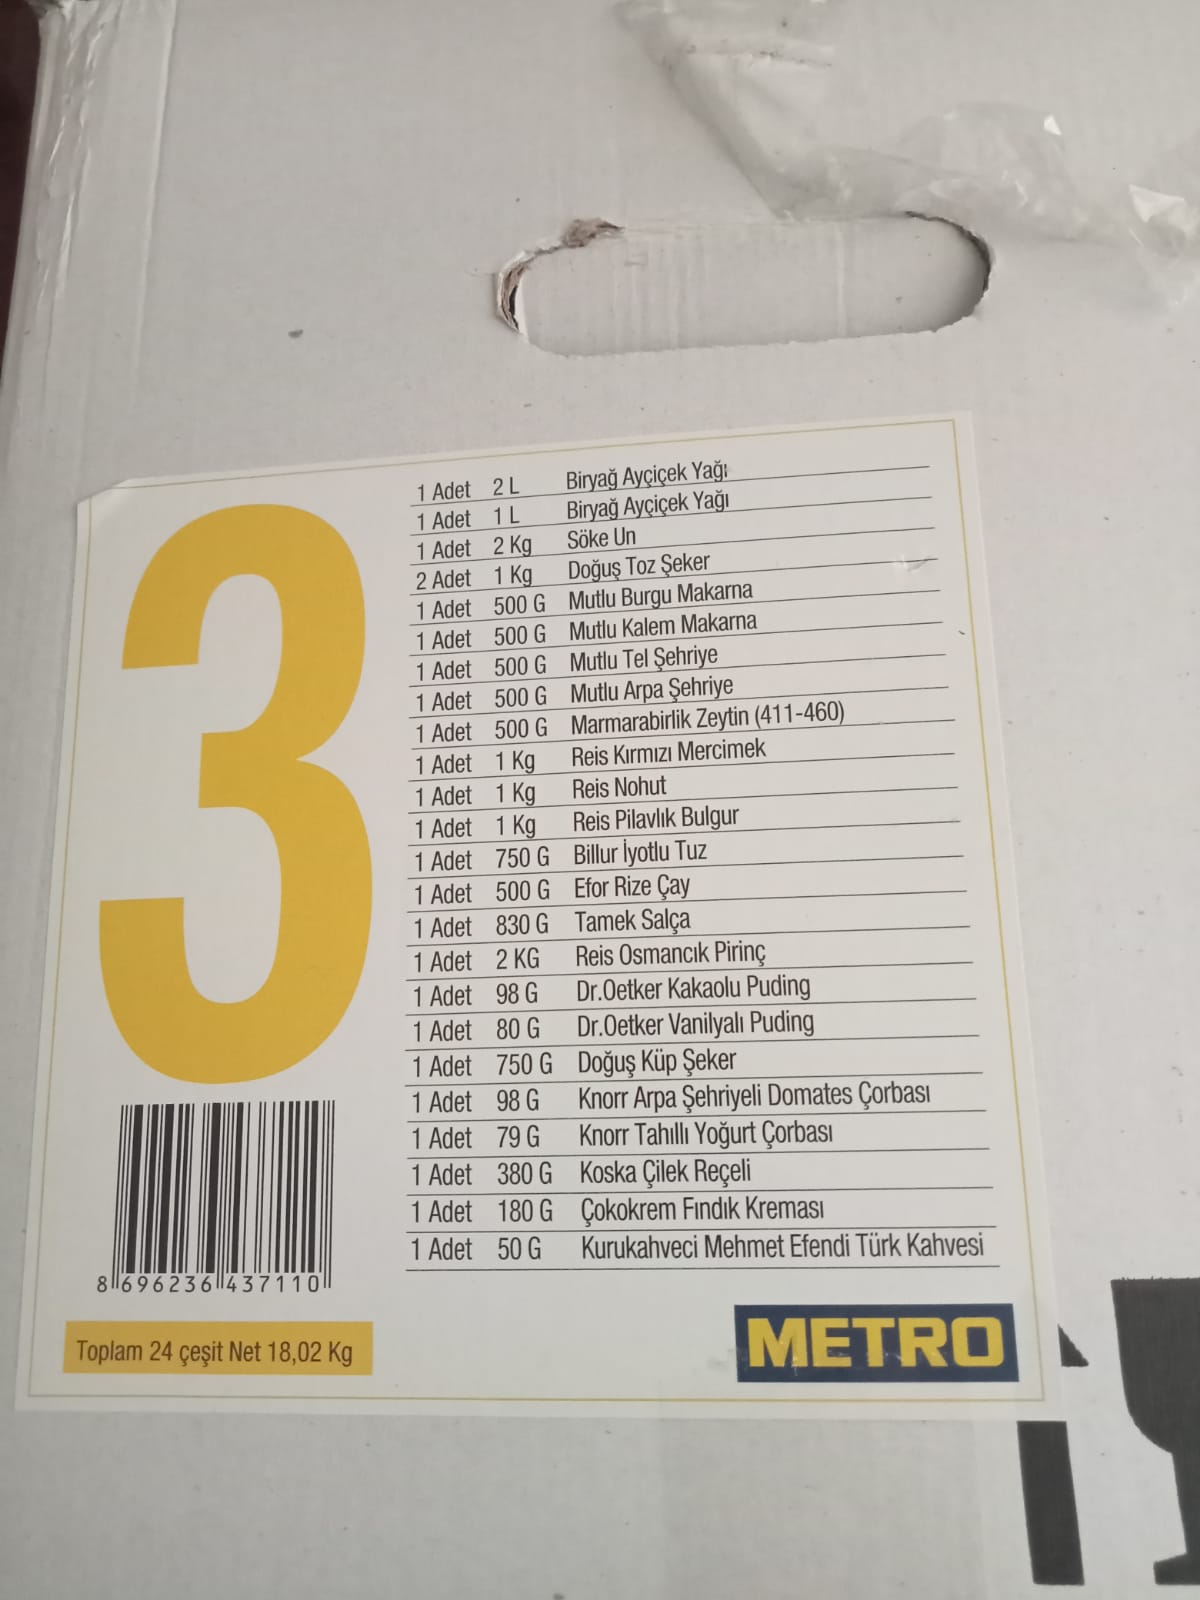 3
1 Adet 2 L Biryağ Ayçiçek Yağı
1 Adet 1 L Biryağ Ayçiçek Yağı
1 Adet 2 Kg Söke Un
2 Adet 1 Kg Doğuş Toz Şeker
1 Adet 500 G Mutlu Burgu Makarna
1 Adet 500 G Mutlu Kalem Makarna
1 Adet 500 G Mutlu Tel Şehriye
1 Adet 500 G Mutlu Arpa Şehriye
1 Adet 500 G Marmarabirlik Zeytin (411-460)
1 Adet 1 Kg Reis Kırmızı Mercimek
1 Adet 1 Kg Reis Nohut
1 Adet 1 Kg Reis Pilavlık Bulgur
1 Adet 750 G Billur İyotlu Tuz
1 Adet 500 G Efor Rize Çay
1 Adet 830 G Tamek Salça
1 Adet 2 KG Reis Osmancık Pirinç
1 Adet 98 G Dr.Oetker Kakaolu Puding
1 Adet 80 G Dr.Oetker Vanilyalı Puding
1 Adet 750 G Doğuş Küp Şeker
1 Adet 98 G Knorr Arpa Şehriyeli Domates Çorbası
1 Adet 79 G Knorr Tahıllı Yoğurt Çorbası
1 Adet 380 G Koska Çilek Reçeli
1 Adet 180 G Çokokrem Fındık Kreması
1 Adet 50 G Kurukahveci Mehmet Efendi Türk Kahvesi
8 696236 437110
Toplam 24 çeşit Net 18,02 Kg
METRO